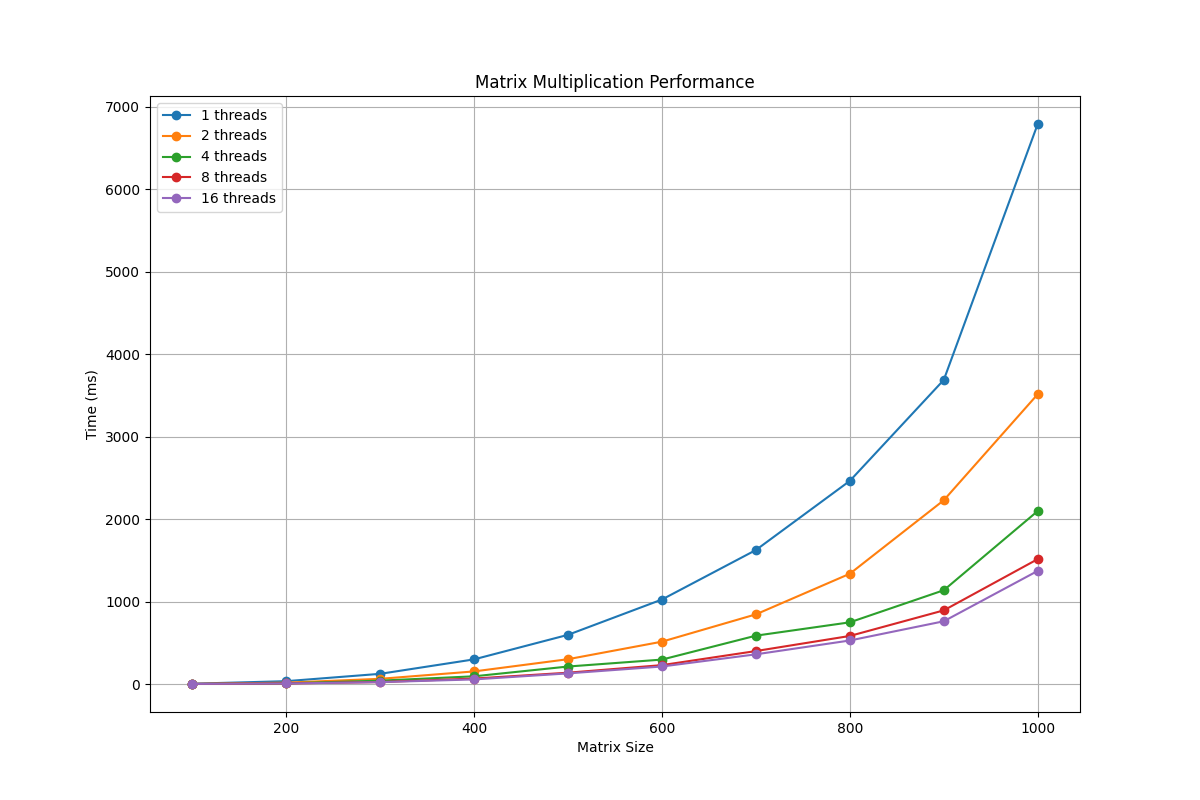 Matrix Multiplication Performance
1 threads
2 threads
4 threads
8 threads
16 threads
7000
6000
5000
4000
3000
2000
1000
0
Time (ms)
200
400
600
800
1000
Matrix Size